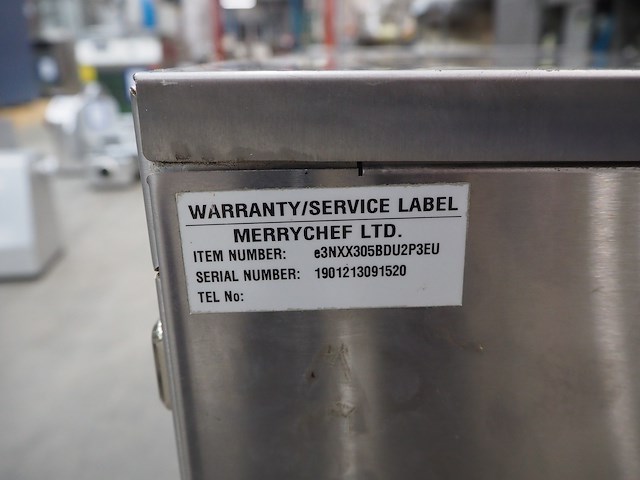 WARRANTY/SERVICE LABEL
MERRYCHEF LTD.
ITEM NUMBER: e3NXX305BDU2P3EU
SERIAL NUMBER: 1901213091520
TEL No: